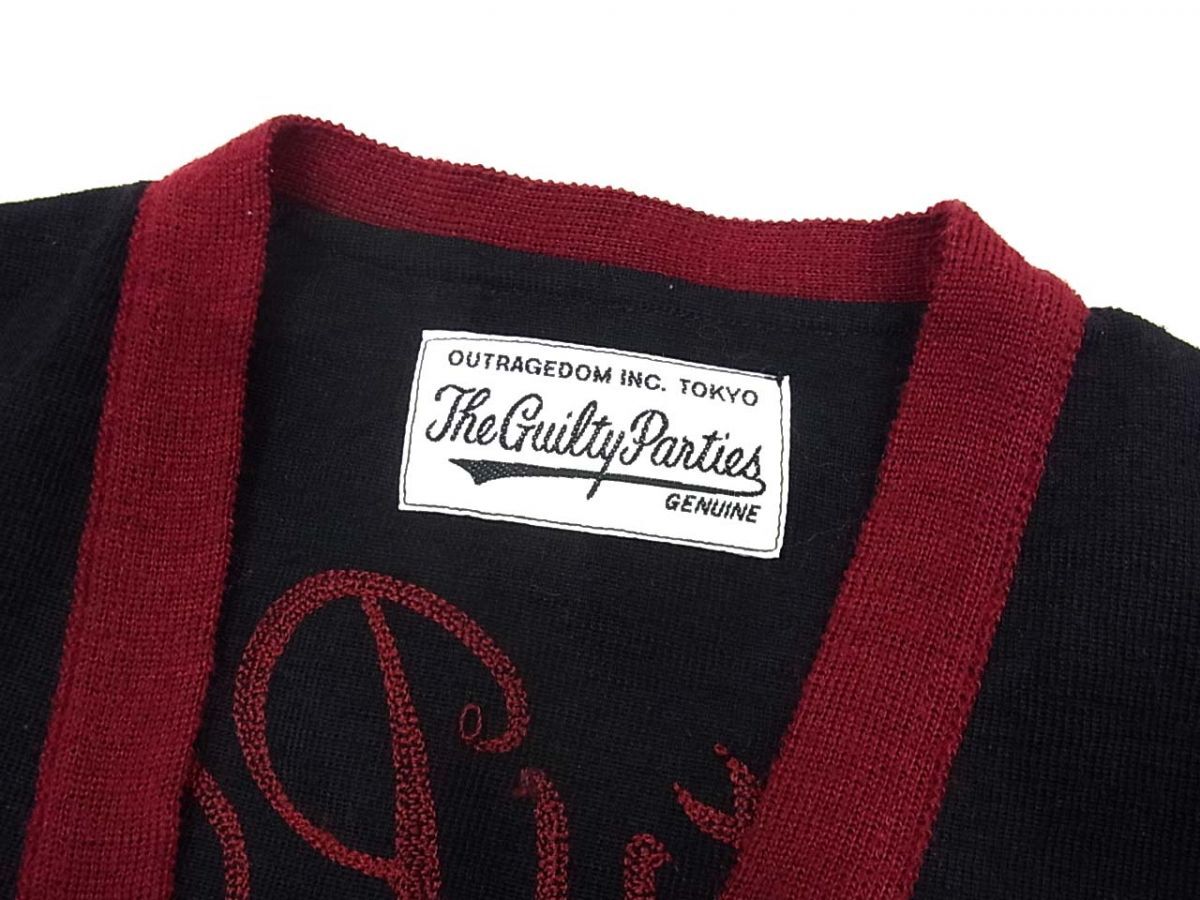 OUTRAGEDOM INC. TOKYO
The Guilty Parties
GENUINE